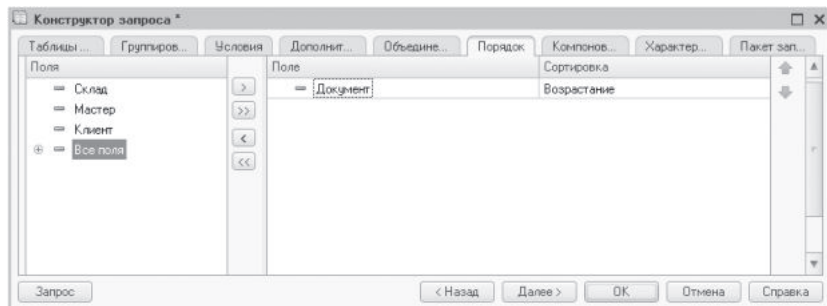 Конструктор запроса *
Таблицы ... Группиров... Условия Дополнит... Объедине... Порядок Компонов... Характер... Пакет зап...
Поля Поле Сортировка
Склад Документ Возрастание
Мастер
Клиент
Все поля
> 
>>
<
<<
Запрос < Назад Далее > OK Отмена Справка